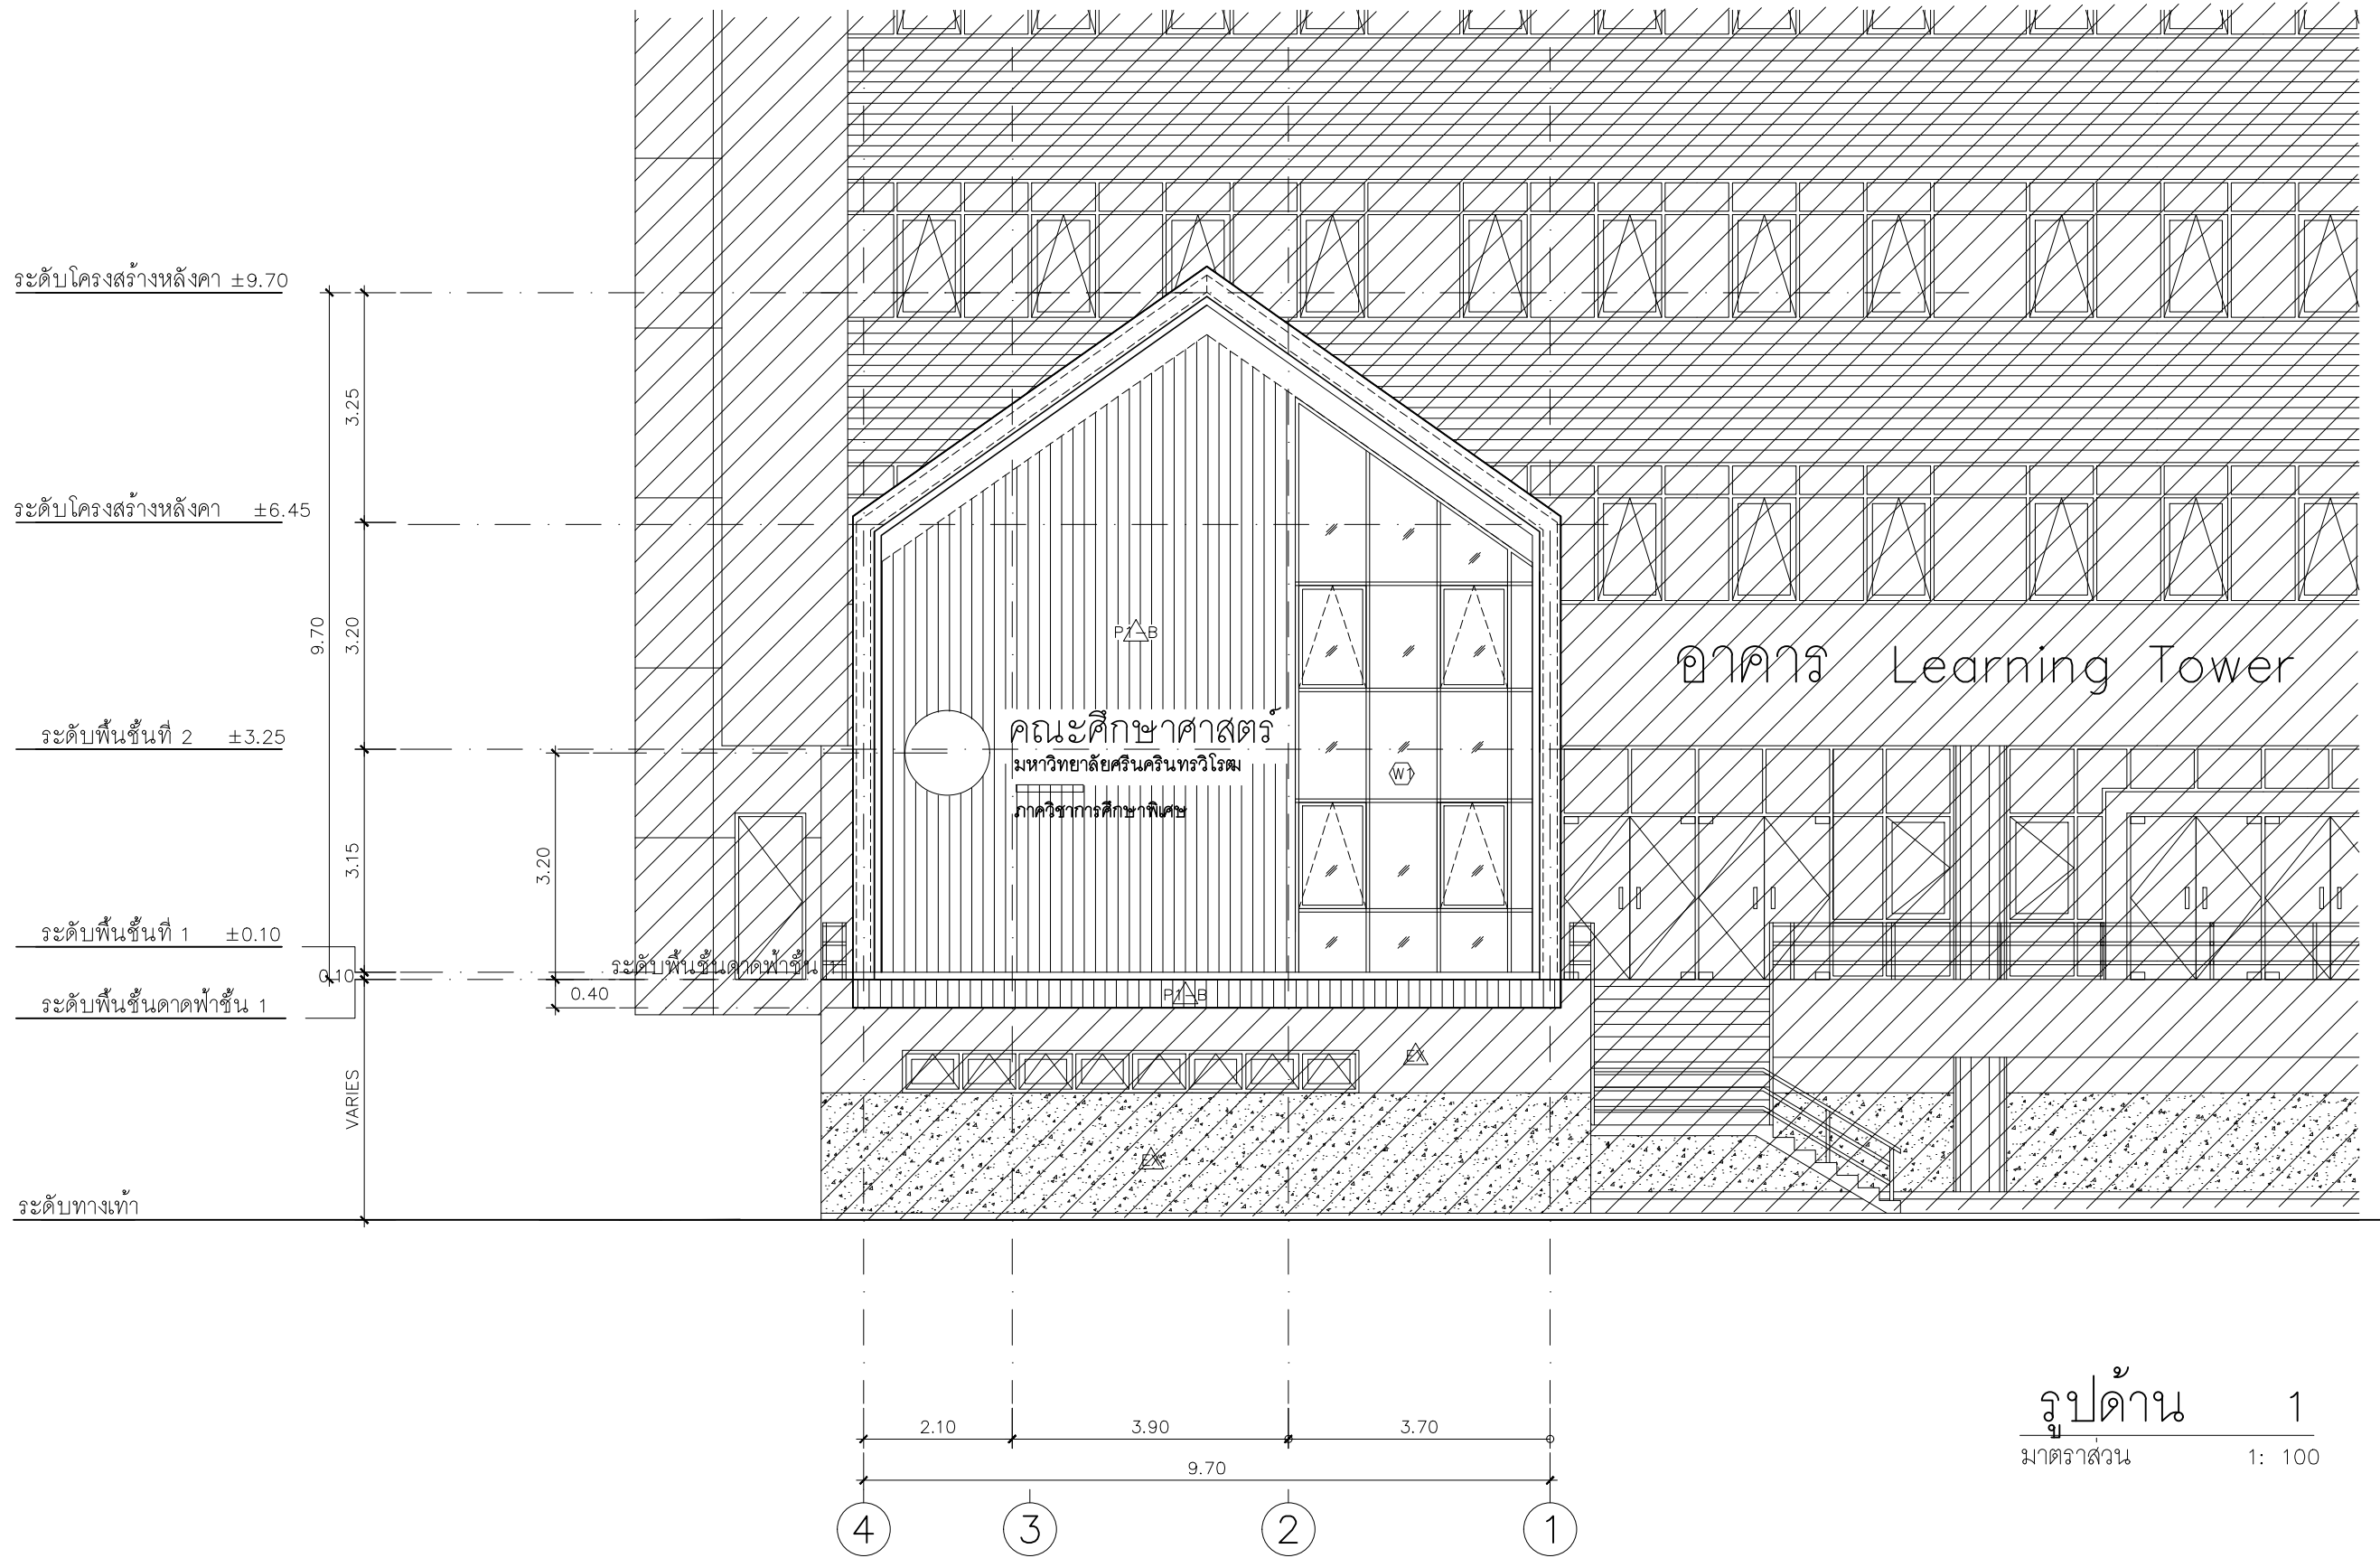 ระดับโครงสร้างหลังคา ±9.70
3.25
ระดับโครงสร้างหลังคา ±6.45
9.70
3.20
P1-B
อาคาร Learning Tower
คณะศึกษาศาสตร์
ระดับพื้นชั้นที่ 2 ±3.25
มหาวิทยาลัยศรีนครินทรวิโรฒ
W1
ภาควิชาการศึกษาพิเศษ
3.15
3.20
ระดับพื้นชั้นที่ 1 ±0.10
ระดับพื้นชั้นดาดฟ้าชั้น 1
0.10
0.40
P1-B
ระดับพื้นชั้นดาดฟ้าชั้น 1
EX
VARIES
EX
ระดับทางเท้า
2.10 3.90 3.70
9.70
4 3 2 1
รูปด้าน 1
มาตราส่วน 1: 100